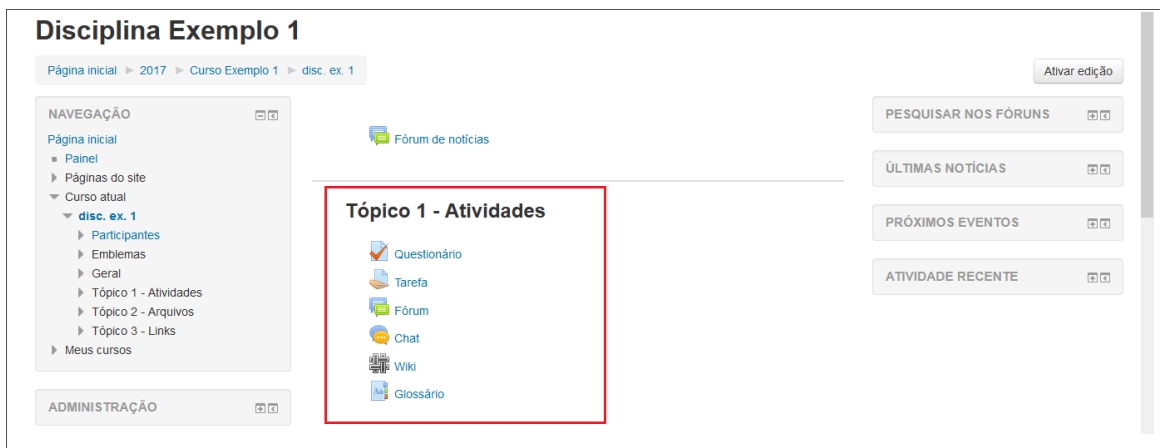 Disciplina Exemplo 1
Página inicial ► 2017 ► Curso Exemplo 1 ► disc. ex. 1
Ativar edição
NAVEGAÇÃO
Página inicial
Painel
Páginas do site
Curso atual
disc. ex. 1
Participantes
Emblemas
Geral
Tópico 1 - Atividades
Tópico 2 - Arquivos
Tópico 3 - Links
Meus cursos
ADMINISTRAÇÃO
Fórum de notícias
Tópico 1 - Atividades
Questionário
Tarefa
Fórum
Chat
Wiki
Glossário
PESQUISAR NOS FÓRUNS
ÚLTIMAS NOTÍCIAS
PRÓXIMOS EVENTOS
ATIVIDADE RECENTE